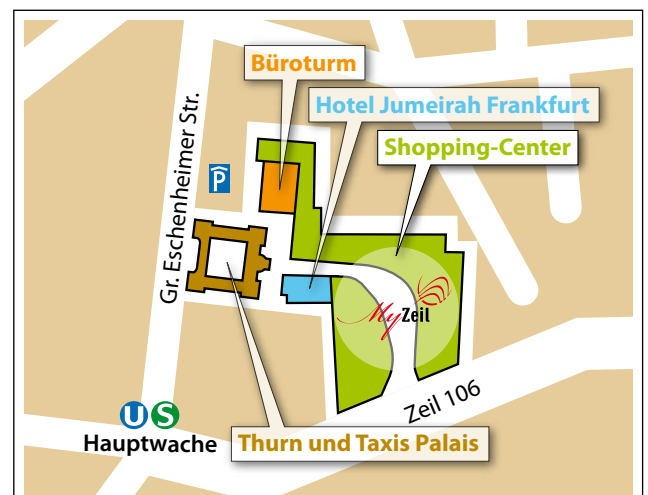 Büroturm
Hotel Jumeirah Frankfurt
Shopping-Center
P
Gr. Eschenheimer Str.
MyZeil
Zeil 106
U S
Hauptwache
Thurn und Taxis Palais